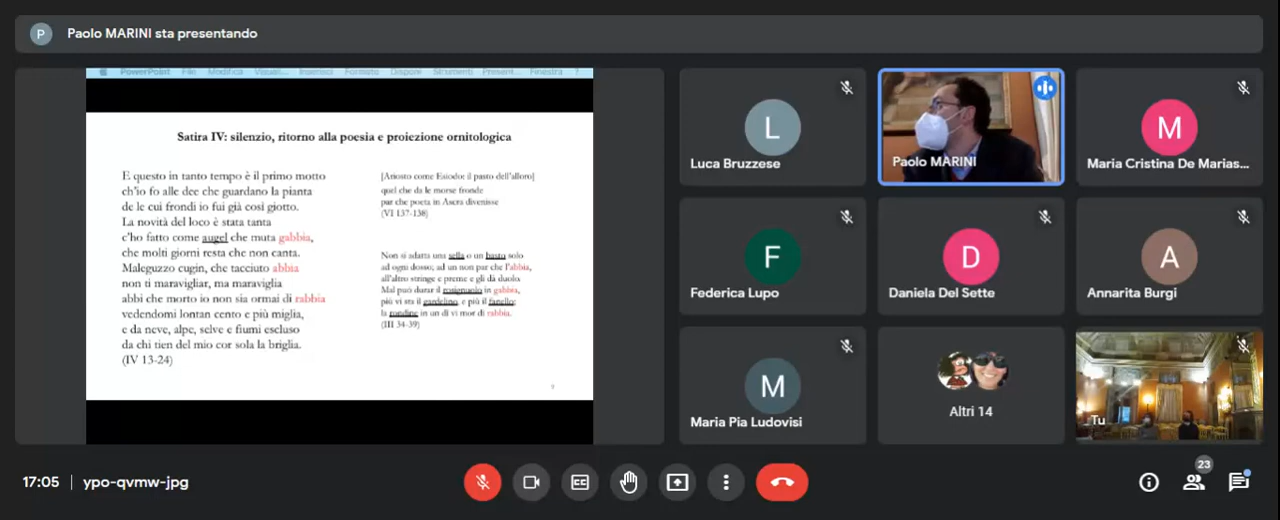 P
Paolo MARINI sta presentando
PowerPoint File Modifica Visuali... Inserisci Formato Disponi Strumenti Present... Finestra ?
Satira IV: silenzio, ritorno alla poesia e proiezione ornitologica
E questo in tanto tempo è il primo motto
ch'io fo alle dee che guardano la pianta
de le cui frondi io fui già così giotto.
La novità del loco è stata tanta
c'ho fatto come augel che muta gabbia,
che molti giorni resta che non canta.
Maleguzzo cugin, che tacciuto abbia
non ti maravigliar, ma maraviglia
abbi che morto io non sia ormai di rabbia
vedendomi lontan cento e più miglia,
e da neve, alpe, selve e fiumi escluso
da chi tien del mio cor sola la briglia.
(IV 13-24)
[Ariosto come Esiodo: il pasto dell'alloro]
quel che da le morse fronde
par che poeta in Ascra divenisse
(VI 137-138)
Non si adatta una sella o un basto solo
ad ogni dosso; ad un non par che l'abbia,
all'altro stringe e preme e gli dà duolo.
Mal può durar il rosignuolo in gabbia,
più vi sta il gardelino, e più il fanello;
la rondine in un dì vi mor di rabbia.
(III 34-39)
9
L
Luca Bruzzese
Paolo MARINI
M
Maria Cristina De Marias...
F
Federica Lupo
D
Daniela Del Sette
A
Annarita Burgi
M
Maria Pia Ludovisi
Altri 14
Tu
17:05 | ypo-qvmw-jpg
CC
23